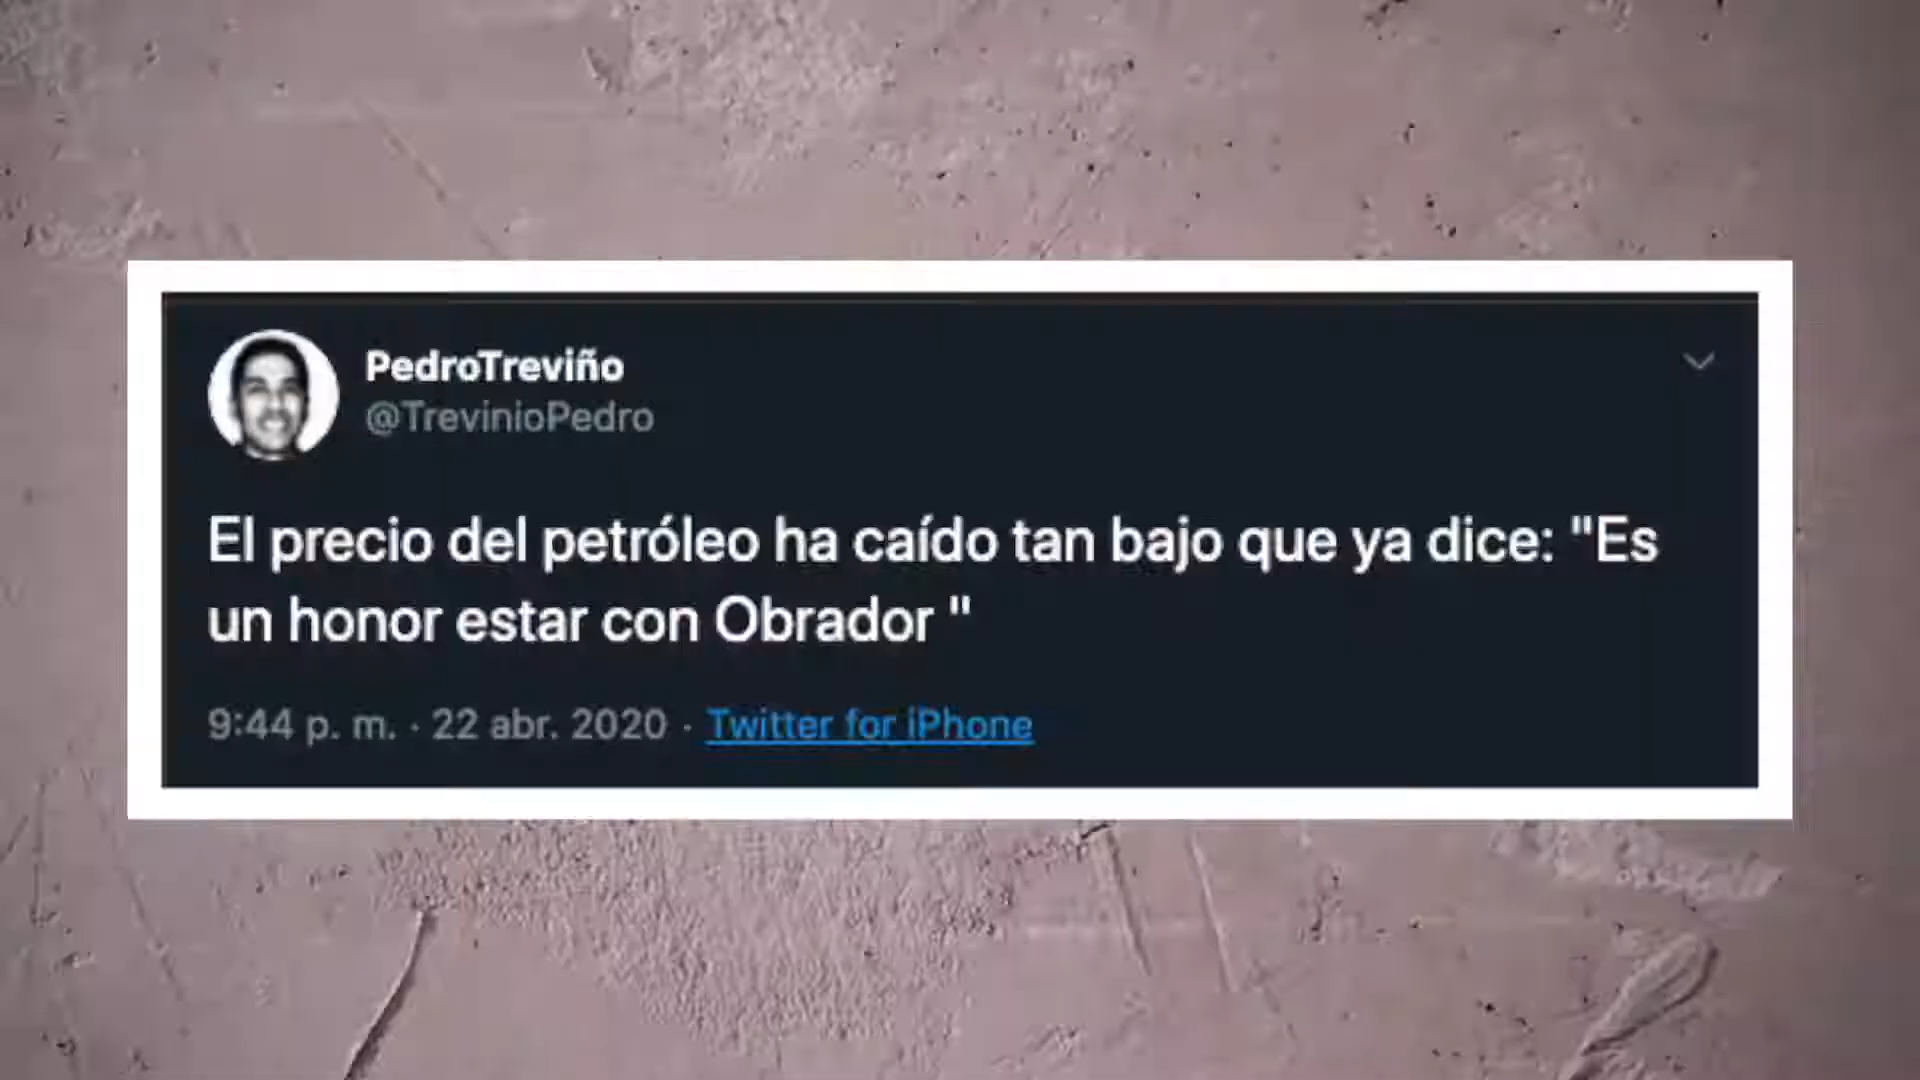 PedroTreviño
@TrevinioPedro
El precio del petróleo ha caído tan bajo que ya dice: "Es
un honor estar con Obrador "
9:44 p. m. · 22 abr. 2020 · Twitter for iPhone